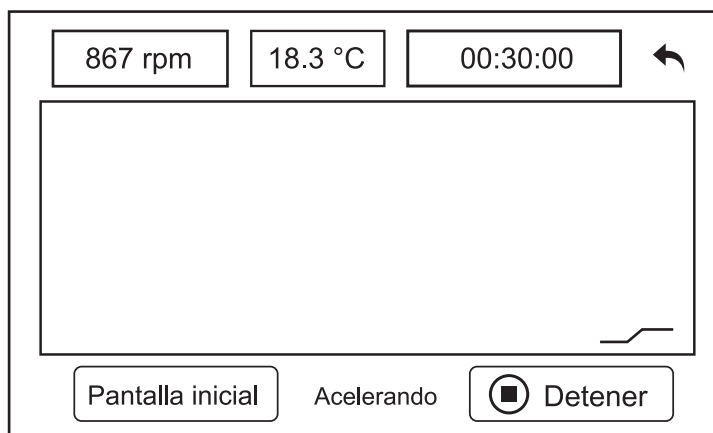 867 rpm 18.3 °C 00:30:00
Pantalla inicial Acelerando Detener